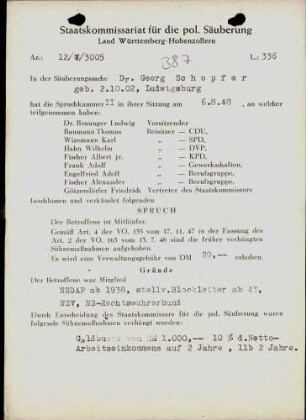 Staatskommissariat für die pol. Säuberung
Land Württemberg-Hohenzollern
Az.: 12/W/3005 L: 336
387
In der Säuberungssache Dr. Georg Schopfer
geb. 2.10.02, Ludwigsburg
hat die Spruchkammer II in ihrer Sitzung am 6.8.48, an welcher
teilgenommen haben:
Dr. Beuunger Ludwig Vorsitzender
Baumann Thomas Beisitzer — CDU,
Wizemann Karl „ — SPD,
Hahn Wilhelm „ — DVP,
Fischer Albert jr. „ — KPD,
Frank Adolf „ — Gewerkschaften,
Engelfried Adolf „ — Berufsgruppe,
Fischer Alexander „ — Berufsgruppe,
Götzendörfer Friedrich Vertreter des Staatskommissars
beschlossen und verkündet folgenden
SPRUCH
Der Betroffene ist Mitläufer.
Gemäß Art. 4 der VO. 133 vom 17. 11. 47 in der Fassung des
Art. 2 der VO. 165 vom 13. 7. 48 sind die früher verhängten
Sühnemaßnahmen aufgehoben.
Es wird eine Verwaltungsgebühr von DM 20,-- erhoben.
Gründe
Der Betroffene war Mitglied
NSDAP ab 1938, stellv.Blockleiter ab 43,
NSV, NS-Rechtswahrerbund
Durch Entscheidung des Staatskommissars für die pol. Säuberung waren
folgende Sühnemaßnahmen verhängt worden:
Geldbusse von RM 1.000,-- 10 % d.Netto-
Arbeitseinkommens auf 2 Jahre , 11b 2 Jahre.